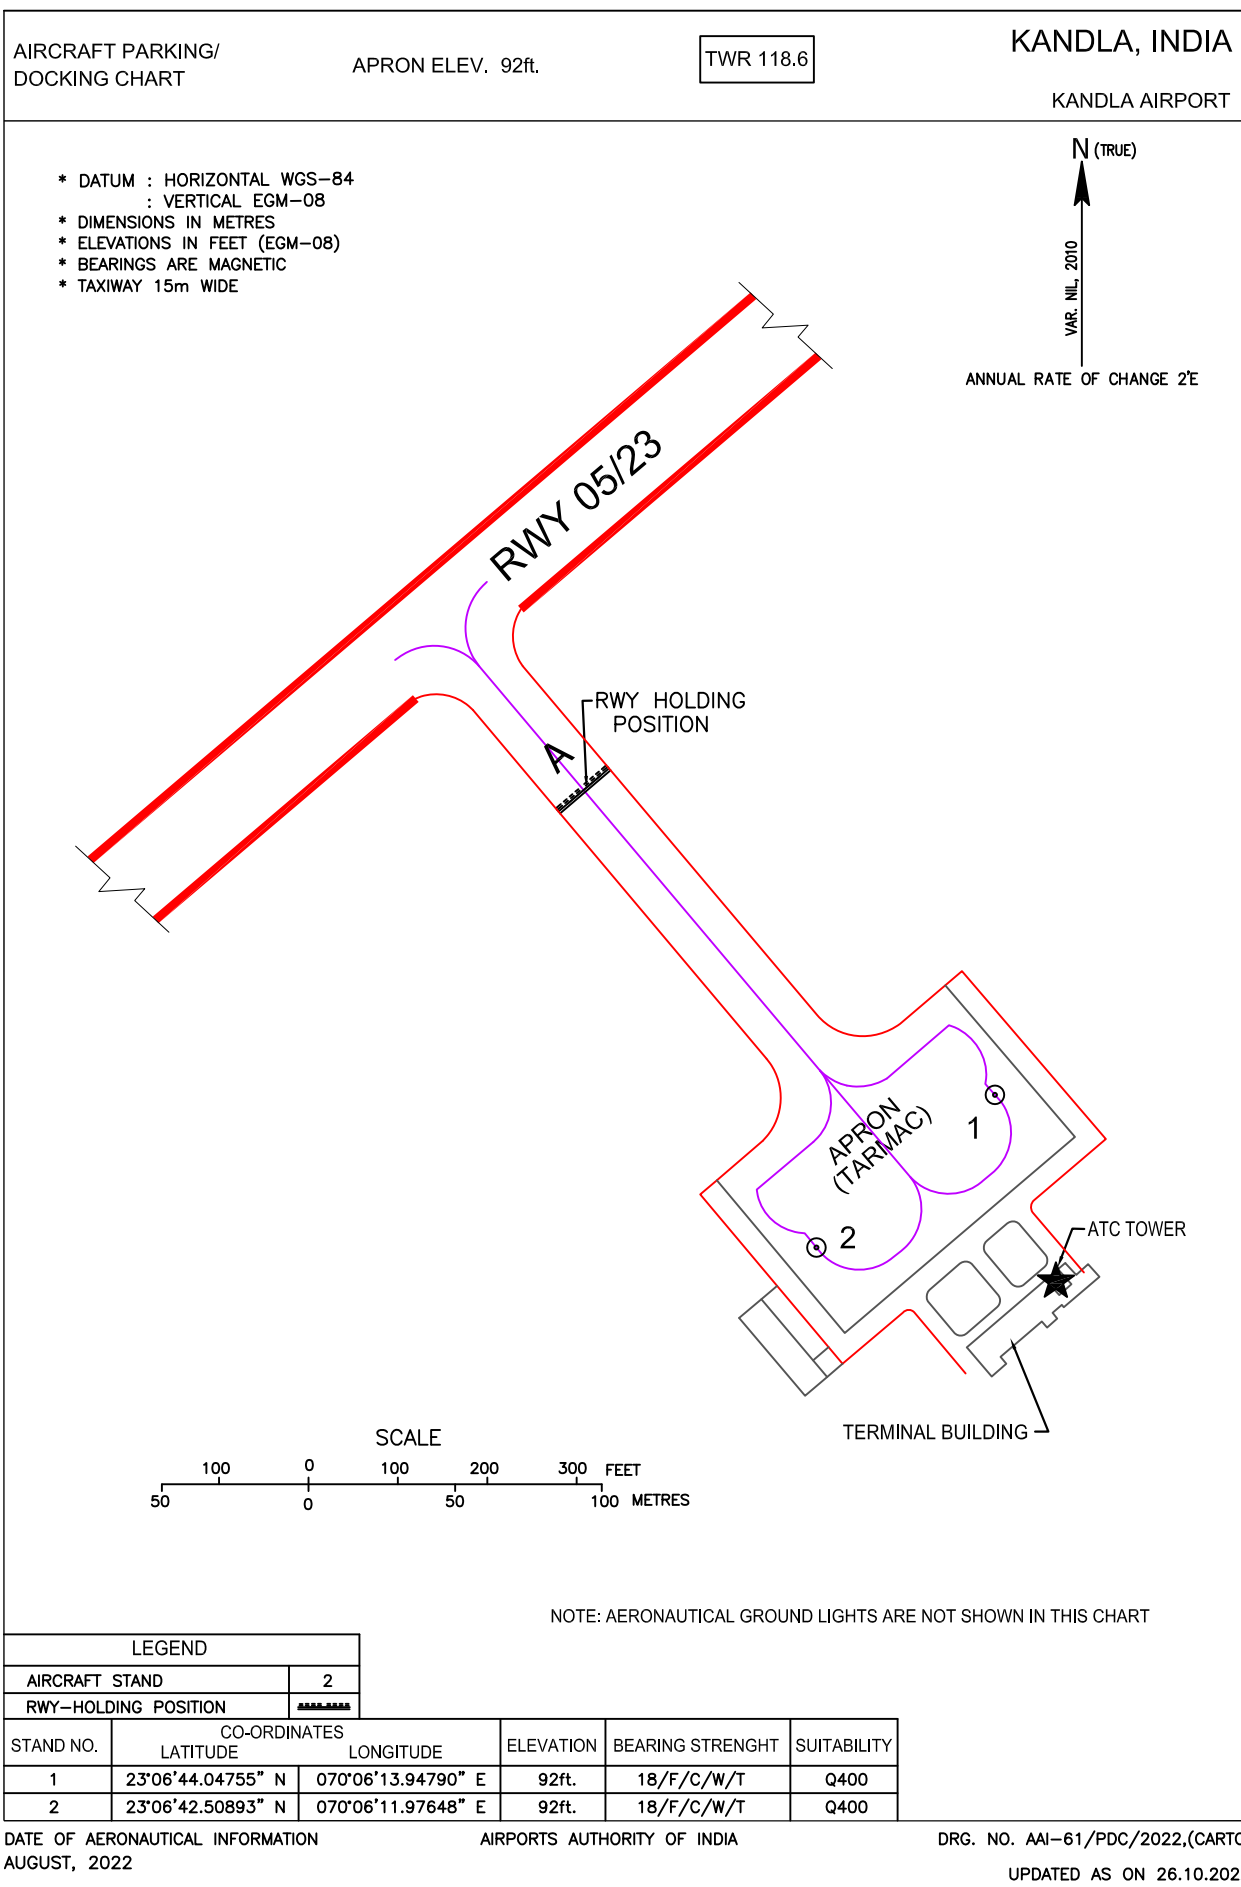 AIRCRAFT PARKING/
DOCKING CHART
APRON ELEV. 92ft.
TWR 118.6
KANDLA, INDIA
KANDLA AIRPORT
* DATUM : HORIZONTAL WGS-84
: VERTICAL EGM-08
* DIMENSIONS IN METRES
* ELEVATIONS IN FEET (EGM-08)
* BEARINGS ARE MAGNETIC
* TAXIWAY 15m WIDE
N (TRUE)
VAR. NIL, 2010
ANNUAL RATE OF CHANGE 2'E
RWY 05/23
RWY HOLDING
POSITION
A
APRON
(TARMAC)
1
2
ATC TOWER
TERMINAL BUILDING
SCALE
100 0 100 200 300 FEET
50 0 50 100 METRES
NOTE: AERONAUTICAL GROUND LIGHTS ARE NOT SHOWN IN THIS CHART
LEGEND
AIRCRAFT STAND 2
RWY-HOLDING POSITION
STAND NO. CO-ORDINATES ELEVATION BEARING STRENGHT SUITABILITY
LATITUDE LONGITUDE
1 23°06'44.04755" N 070°06'13.94790" E 92ft. 18/F/C/W/T Q400
2 23°06'42.50893" N 070°06'11.97648" E 92ft. 18/F/C/W/T Q400
DATE OF AERONAUTICAL INFORMATION
AUGUST, 2022
AIRPORTS AUTHORITY OF INDIA
DRG. NO. AAI-61/PDC/2022,(CARTO
UPDATED AS ON 26.10.202